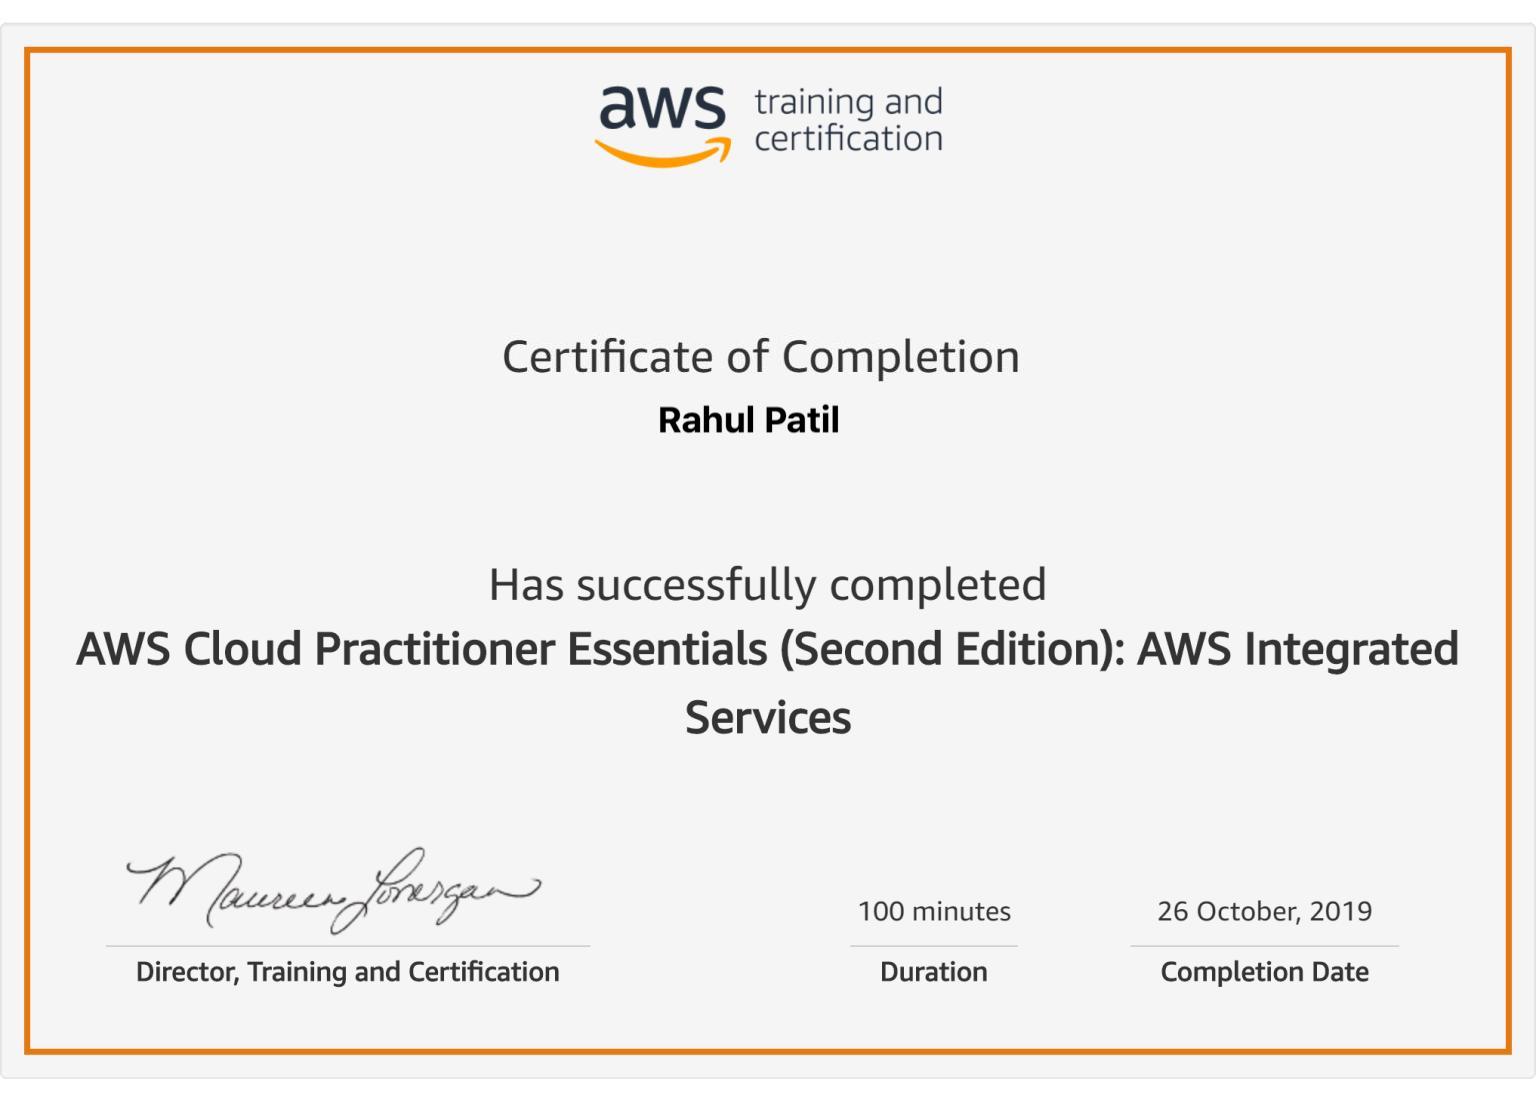 aws training and
certification
Certificate of Completion
Rahul Patil
Has successfully completed
AWS Cloud Practitioner Essentials (Second Edition): AWS Integrated
Services
Maureen Lonergan
Director, Training and Certification
100 minutes
Duration
26 October, 2019
Completion Date